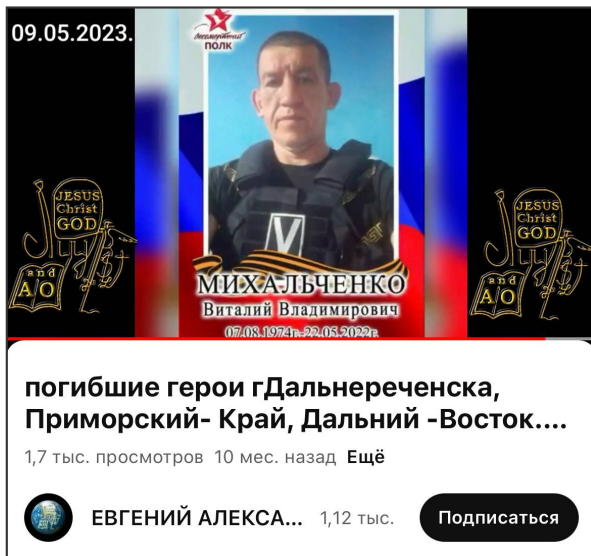 09.05.2023.
бессмертный
ПОЛК
JESUS
Christ
GOD
and
A/O
JESUS
Christ
GOD
and
A/O
V
МИХАЛЬЧЕНКО
Виталий Владимирович
07.08.1974г.-22.05.2022г.
погибшие герои гДальнереченска,
Приморский- Край, Дальний -Восток....
1,7 тыс. просмотров 10 мес. назад Ещё
ЕВГЕНИЙ АЛЕКСА... 1,12 тыс. Подписаться